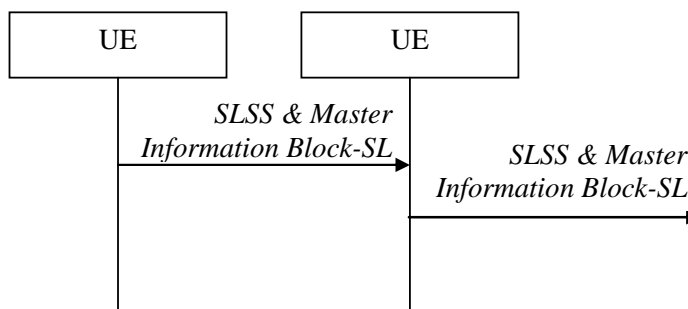 UE
UE
SLSS & Master
Information Block-SL
SLSS & Master
Information Block-SL